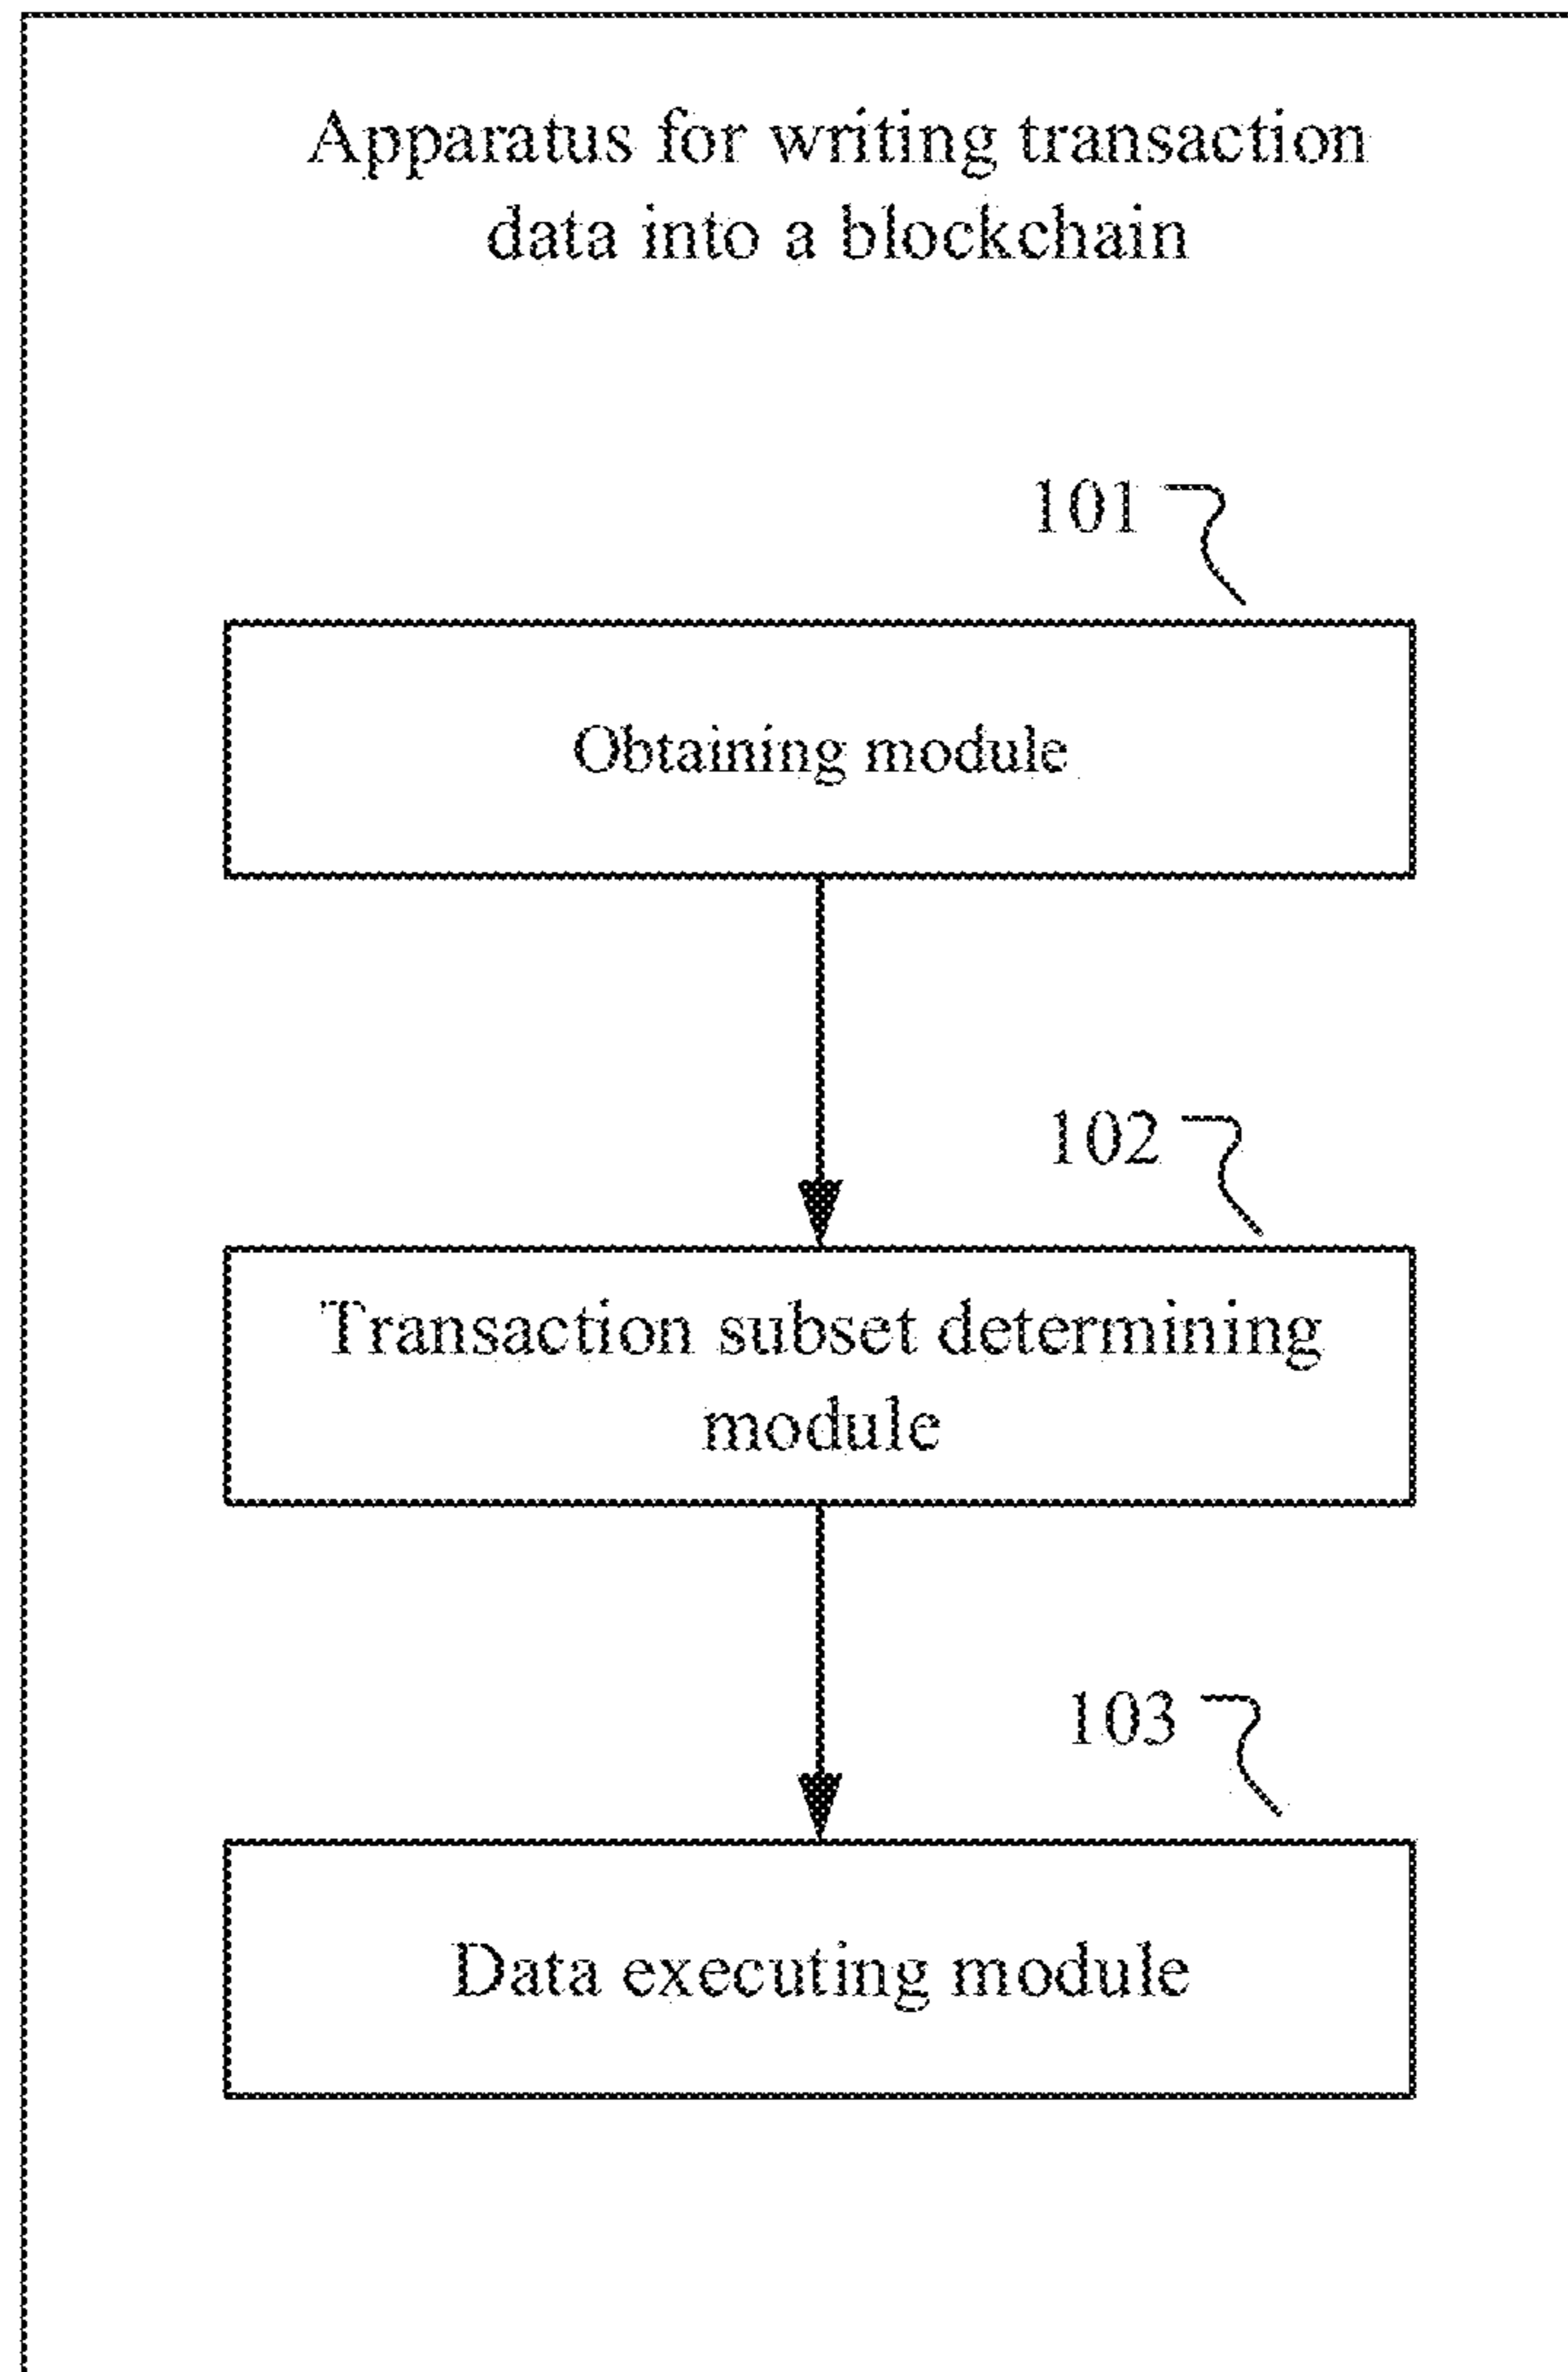 Apparatus for writing transaction
data into a blockchain
101
Obtaining module
102
Transaction subset determining
module
103
Data executing module